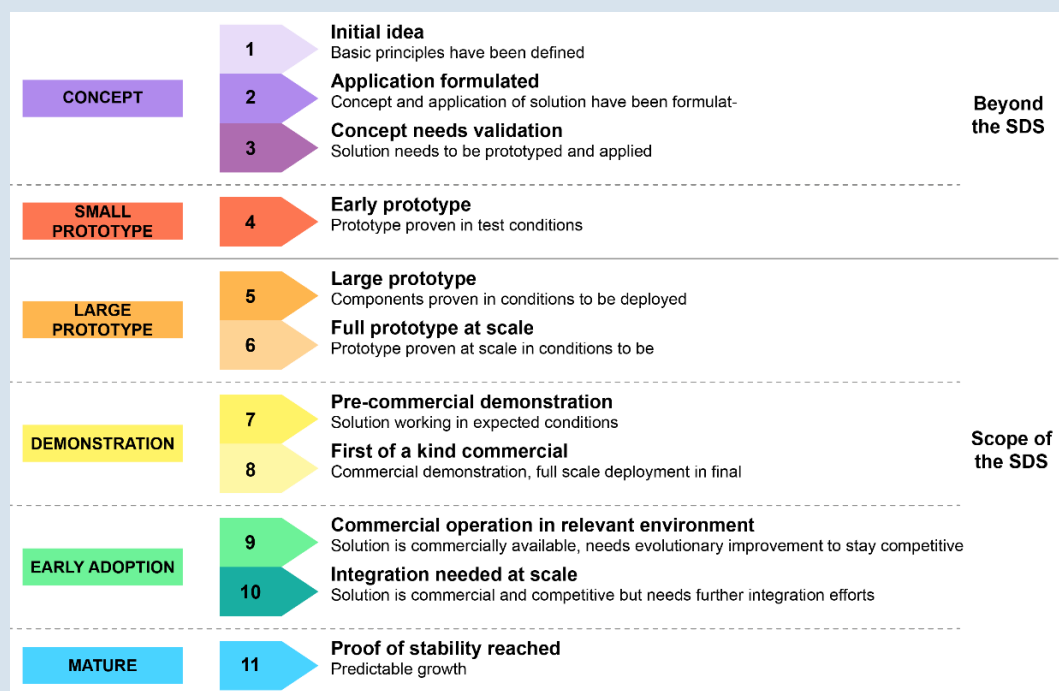 CONCEPT
1
Initial idea
Basic principles have been defined
2
Application formulated
Concept and application of solution have been formulat-
3
Concept needs validation
Solution needs to be prototyped and applied
Beyond
the SDS
SMALL
PROTOTYPE
4
Early prototype
Prototype proven in test conditions
LARGE
PROTOTYPE
5
Large prototype
Components proven in conditions to be deployed
6
Full prototype at scale
Prototype proven at scale in conditions to be
DEMONSTRATION
7
Pre-commercial demonstration
Solution working in expected conditions
8
First of a kind commercial
Commercial demonstration, full scale deployment in final
Scope of
the SDS
EARLY ADOPTION
9
Commercial operation in relevant environment
Solution is commercially available, needs evolutionary improvement to stay competitive
10
Integration needed at scale
Solution is commercial and competitive but needs further integration efforts
MATURE
11
Proof of stability reached
Predictable growth